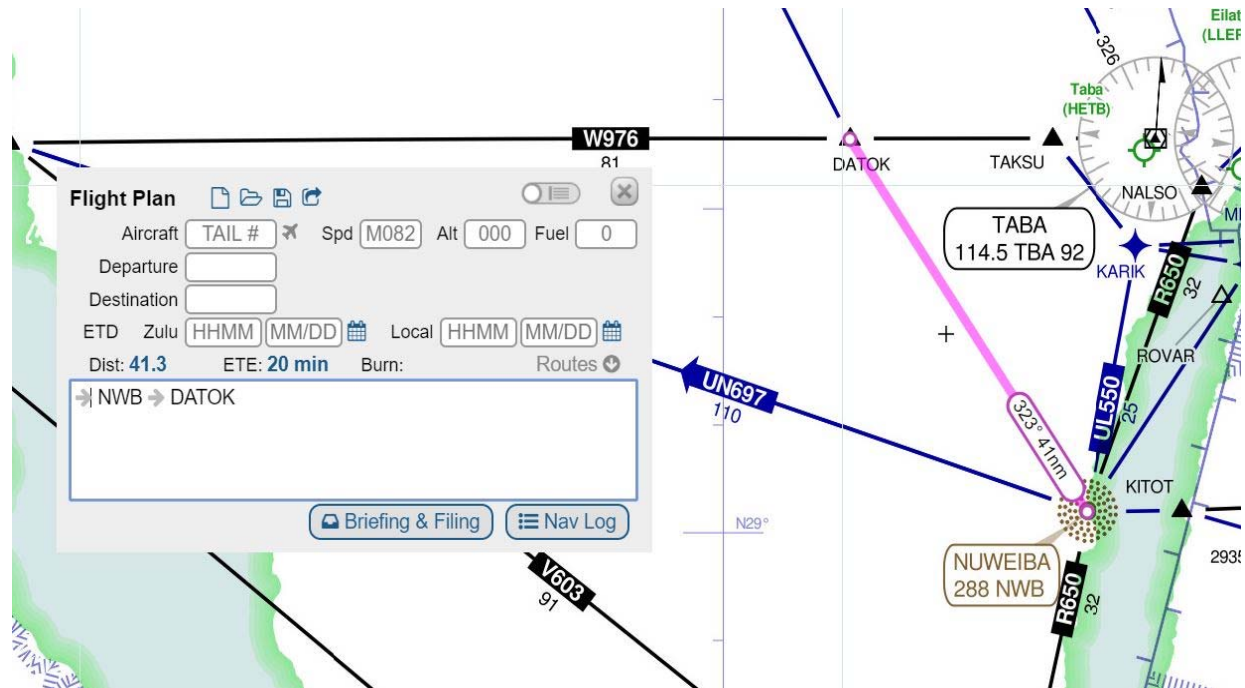 Eilat
(LLER
326
Taba
(HETB)
W976
81
DATOK
TAKSU
NALSO
TABA
114.5 TBA 92
KARIK
R650
32
ROVAR
UL550
25
UN697
110
323° 41nm
KITOT
N29°
NUWEIBA
288 NWB
R650
32
2935
V603
91
Flight Plan
Aircraft TAIL # Spd M082 Alt 000 Fuel 0
Departure
Destination
ETD Zulu HHMM MM/DD Local HHMM MM/DD
Dist: 41.3 ETE: 20 min Burn: Routes
NWB DATOK
Briefing & Filing Nav Log